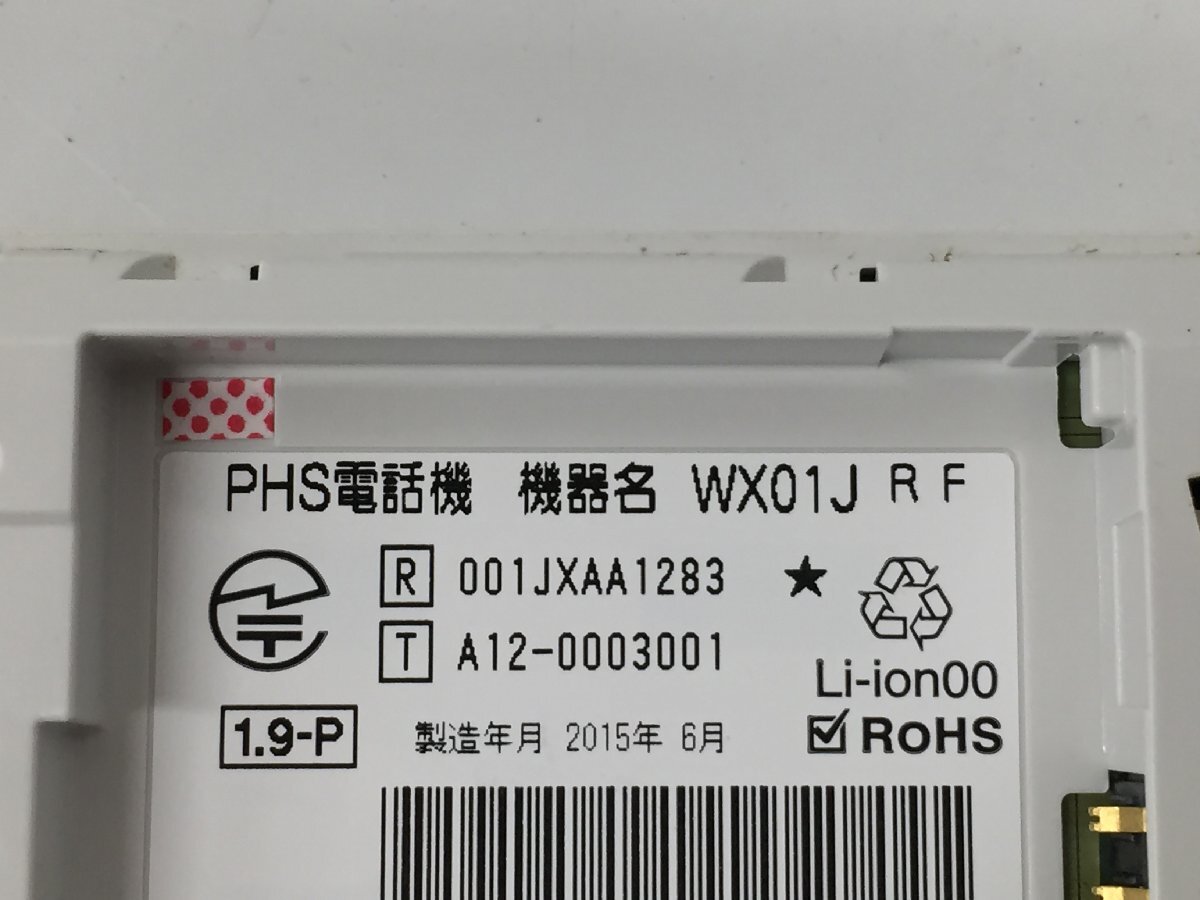 PHS電話機 機器名 WX01J R F
R 001JXAA1283 ★
T A12-0003001
Li-ion00
1.9-P 製造年月 2015年 6月 RoHS